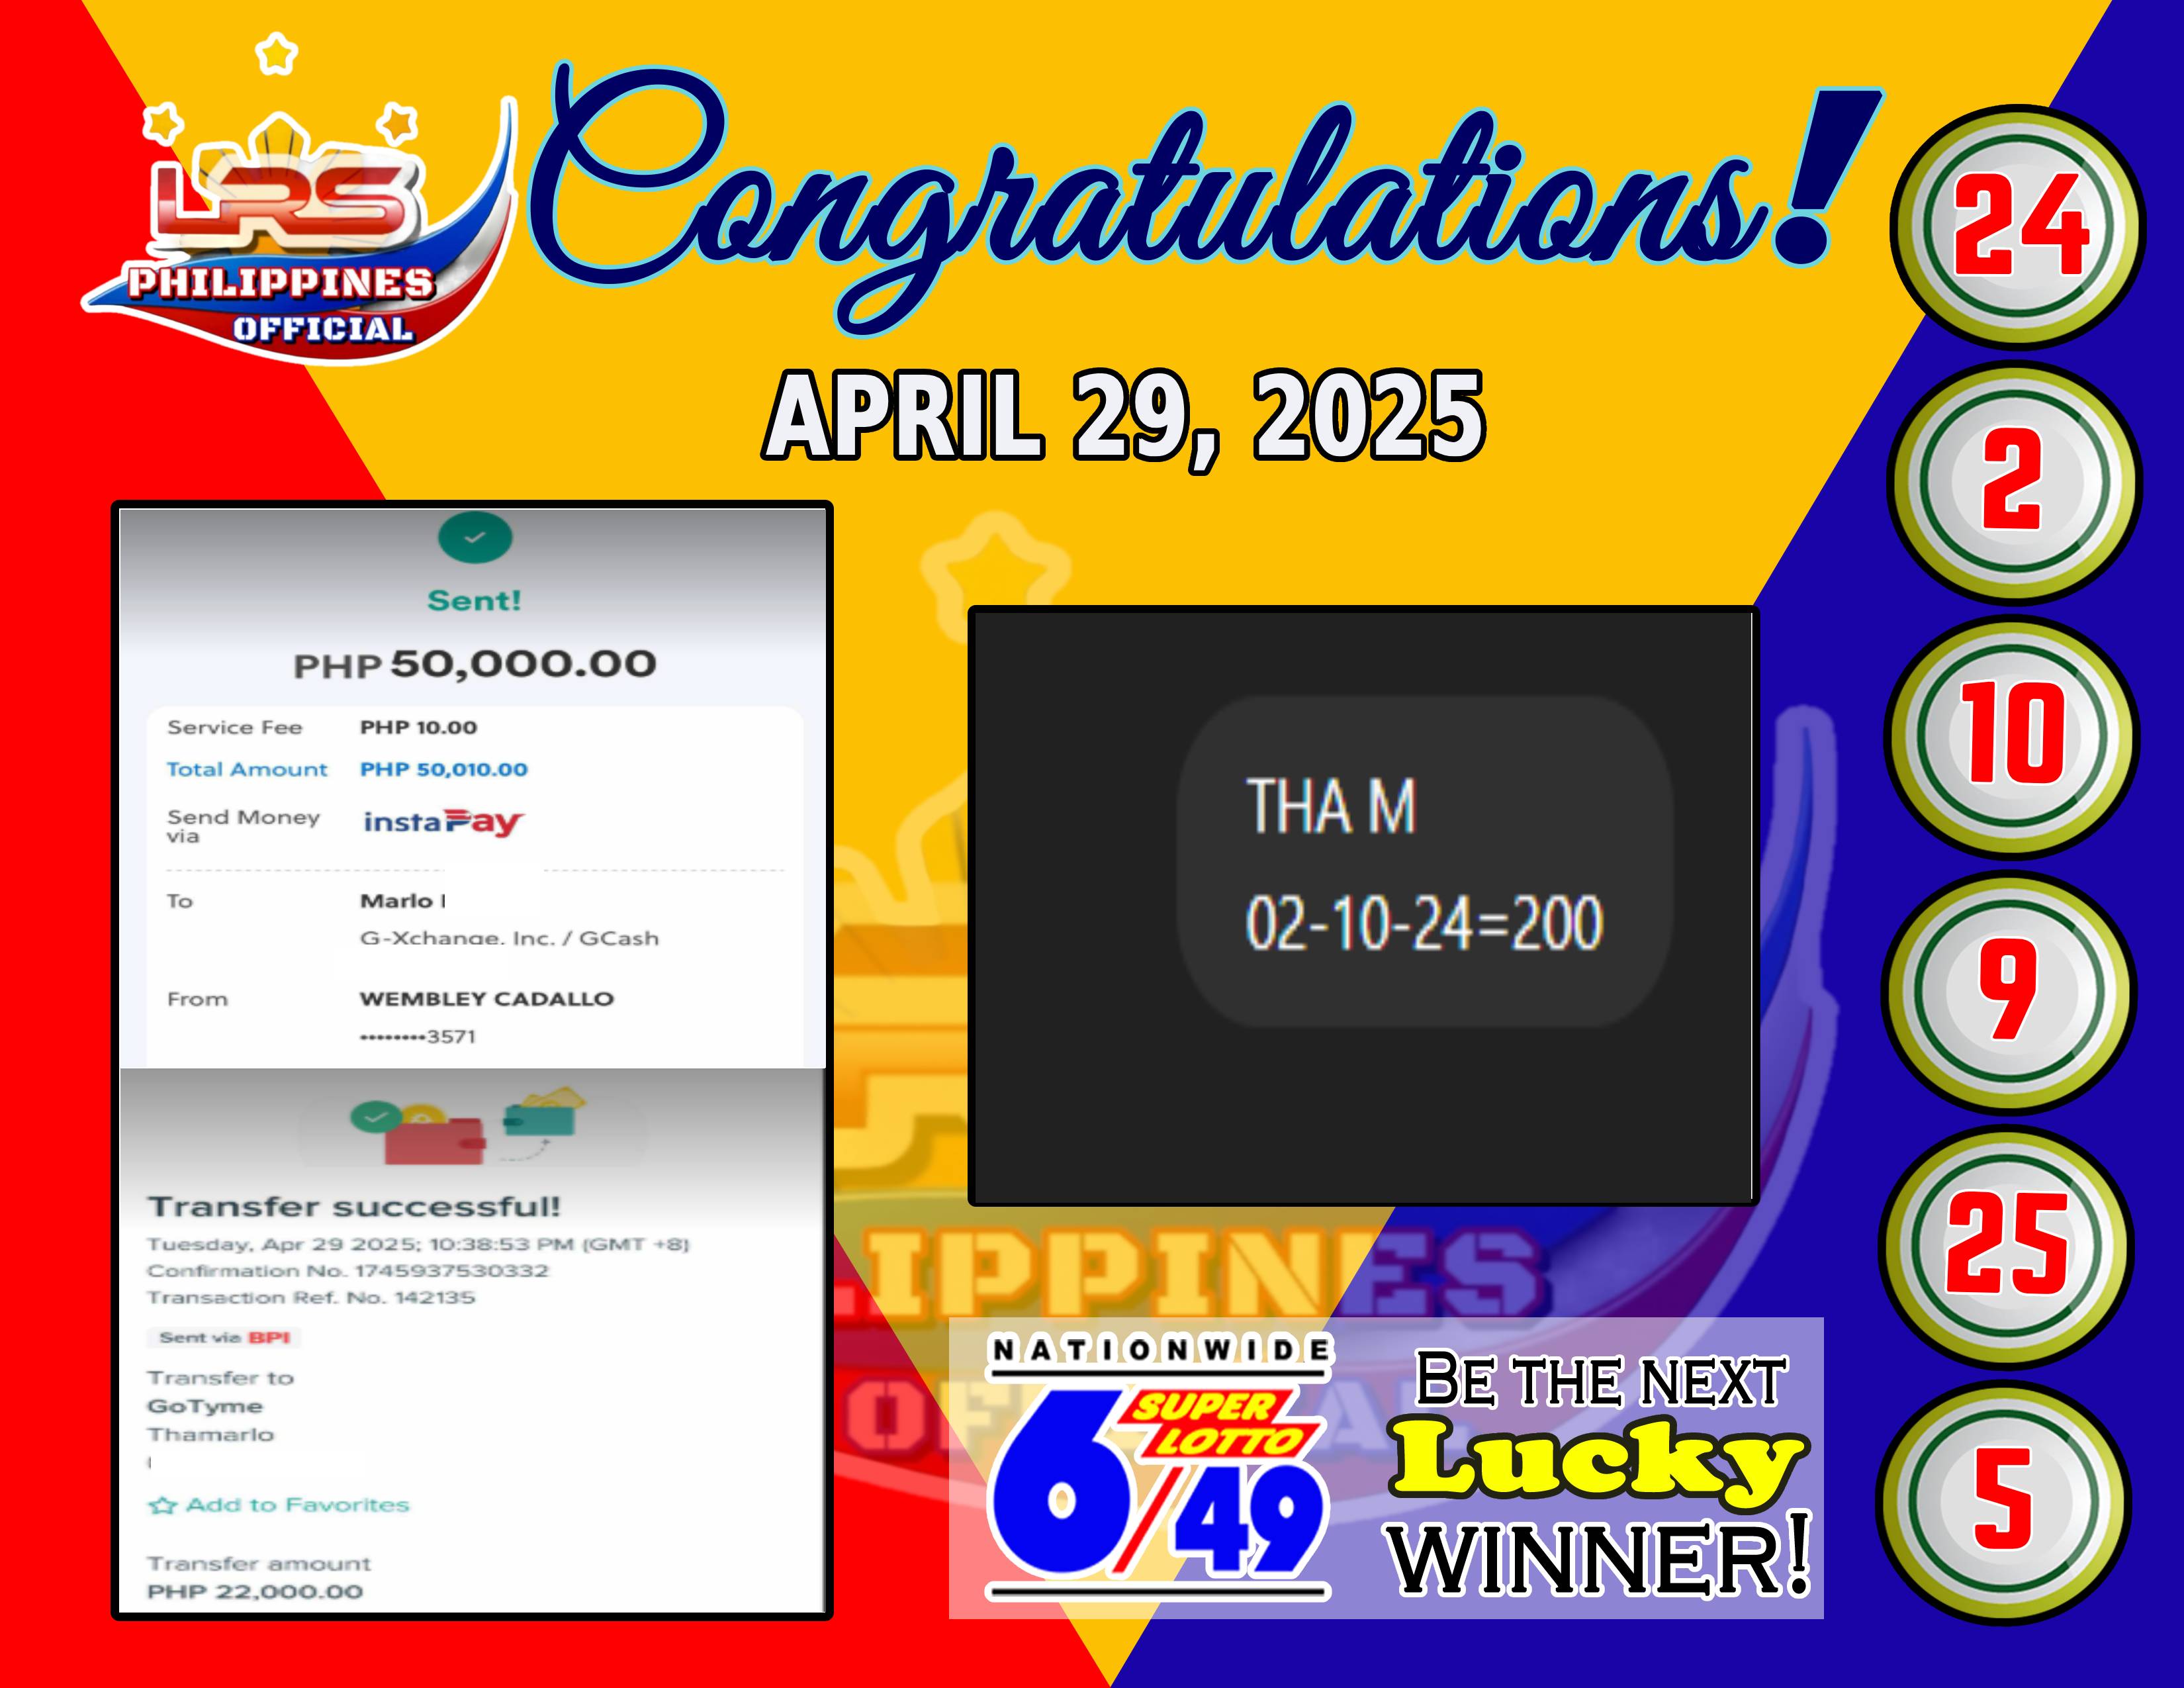 LRS
PHILIPPINES
OFFICIAL
Congratulations!
APRIL 29, 2025
Sent!
PHP 50,000.00
Service Fee PHP 10.00
Total Amount PHP 50,010.00
Send Money via instaPay
To Marlo
G-Xchange, Inc. / GCash
From WEMBLEY CADALLO
••••••••3571
Transfer successful!
Tuesday, Apr 29 2025; 10:38:53 PM (GMT +8)
Confirmation No. 1745937530332
Transaction Ref. No. 142135
Sent via BPI
Transfer to
GoTyme
Thamarlo
Add to Favorites
Transfer amount
PHP 22,000.00
THA M
02-10-24=200
LIPPINES
NATIONWIDE
SUPER
LOTTO
6/49
BE THE NEXT
Lucky
WINNER!
24
2
10
9
25
5